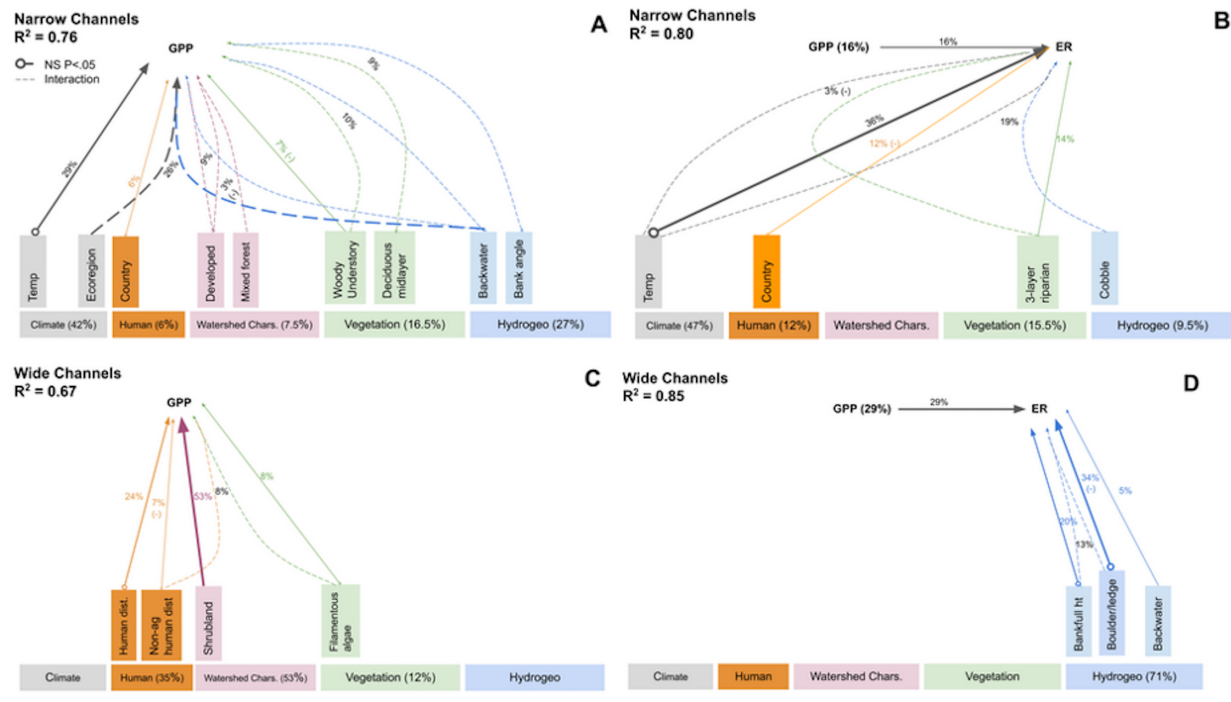 Narrow Channels
R² = 0.76
A
GPP
NS P<.05
Interaction
29%
6%
26%
9%
3%
(-)
7% (-)
10%
9%
Temp
Ecoregion
Country
Developed
Mixed forest
Woody
Understory
Deciduous
midlayer
Backwater
Bank angle
Climate (42%)
Human (6%)
Watershed Chars. (7.5%)
Vegetation (16.5%)
Hydrogeo (27%)
Narrow Channels
R² = 0.80
B
GPP (16%)
16%
ER
3% (-)
36%
12% (-)
19%
14%
Temp
Country
3-layer
riparian
Cobble
Climate (47%)
Human (12%)
Watershed Chars.
Vegetation (15.5%)
Hydrogeo (9.5%)
Wide Channels
R² = 0.67
C
GPP
24%
7%
(-)
53%
8%
8%
Human dist.
Non-ag
human dist
Shrubland
Filamentous
algae
Climate
Human (35%)
Watershed Chars. (53%)
Vegetation (12%)
Hydrogeo
Wide Channels
R² = 0.85
D
GPP (29%)
29%
ER
34%
(-)
5%
20%
13%
Bankfull ht
Boulder/ledge
Backwater
Climate
Human
Watershed Chars.
Vegetation
Hydrogeo (71%)